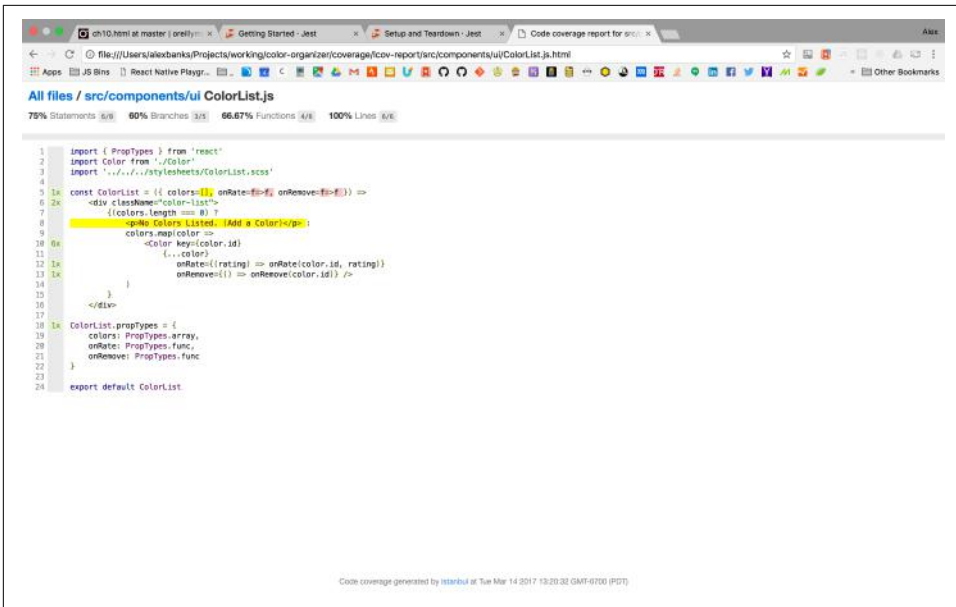 ch10.html at master | oreillym
Getting Started · Jest
Setup and Teardown · Jest
Code coverage report for src/c
Alex
file:///Users/alexbanks/Projects/working/color-organizer/coverage/lcov-report/src/components/ui/ColorList.js.html
Apps JS Bins React Native Playgr... Other Bookmarks
All files / src/components/ui ColorList.js
75% Statements 6/8 60% Branches 3/5 66.67% Functions 4/6 100% Lines 6/6
1 import { PropTypes } from 'react'
2 import Color from './Color'
3 import '../../../stylesheets/ColorList.scss'
4
5 1x const ColorList = ({ colors=[], onRate=f=>f, onRemove=f=>f }) =>
6 2x <div className="color-list">
7 {(colors.length === 0) ?
8 <p>No Colors Listed. (Add a Color)</p> :
9 colors.map(color =>
10 6x <Color key={color.id}
11 {...color}
12 1x onRate={(rating) => onRate(color.id, rating)}
13 1x onRemove={() => onRemove(color.id)} />
14 )
15 }
16 </div>
17
18 1x ColorList.propTypes = {
19 colors: PropTypes.array,
20 onRate: PropTypes.func,
21 onRemove: PropTypes.func
22 }
23
24 export default ColorList
Code coverage generated by istanbul at Tue Mar 14 2017 13:20:32 GMT-0700 (PDT)